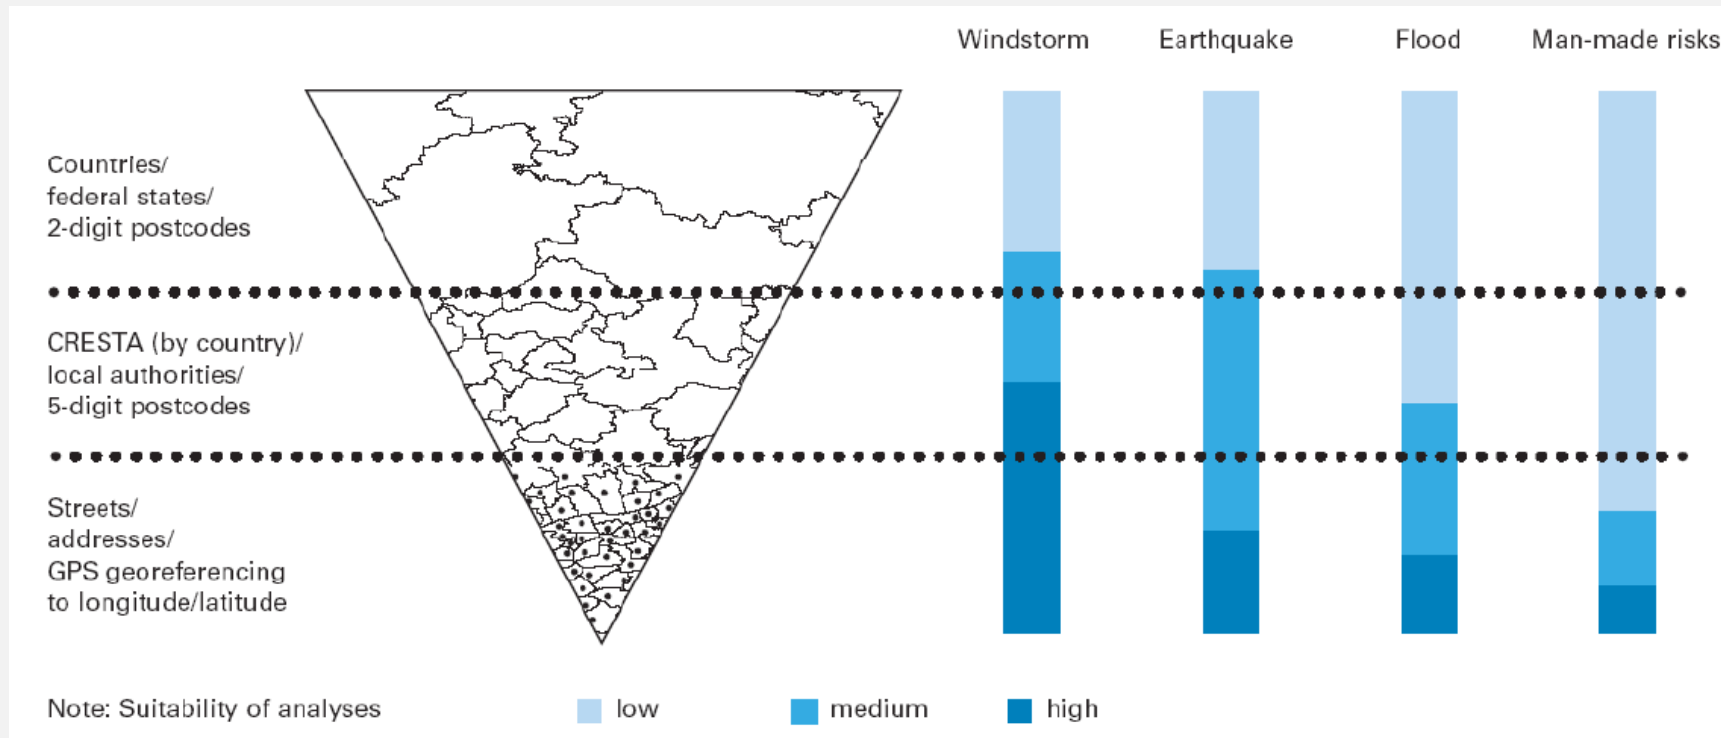 Windstorm Earthquake Flood Man-made risks
Countries/
federal states/
2-digit postcodes
CRESTA (by country)/
local authorities/
5-digit postcodes
Streets/
addresses/
GPS georeferencing
to longitude/latitude
Note: Suitability of analyses low medium high